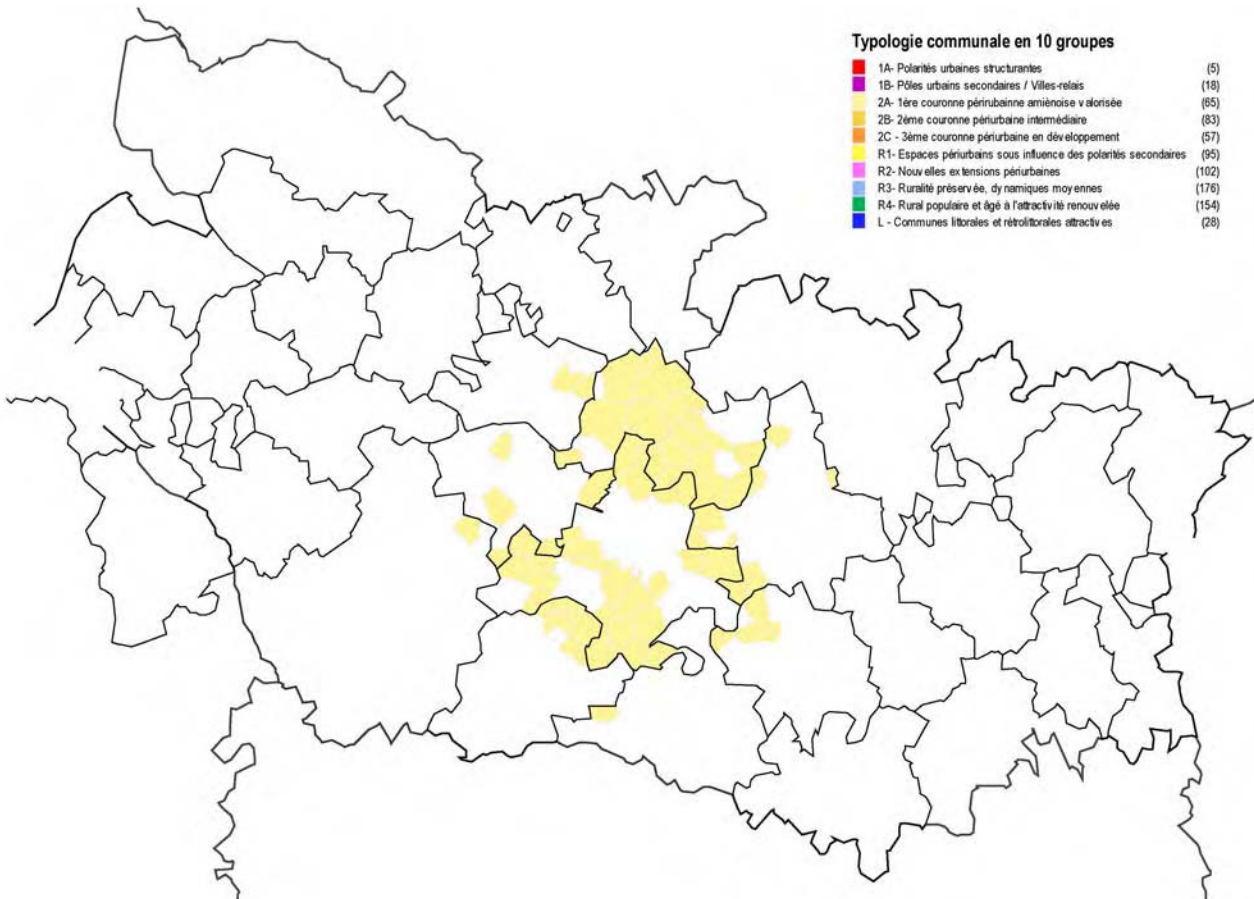 Typologie communale en 10 groupes
1A- Polarités urbaines structurantes (5)
1B- Pôles urbains secondaires / Villes-relais (18)
2A- 1ère couronne périrubainne amiènoise valorisée (65)
2B- 2ème couronne périurbaine intermédiaire (83)
2C - 3ème couronne périurbaine en développement (57)
R1- Espaces périurbains sous influence des polarités secondaires (95)
R2- Nouvelles extensions périurbaines (102)
R3- Ruralité préservée, dynamiques moyennes (176)
R4- Rural populaire et âgé à l'attractivité renouvelée (154)
L - Communes littorales et rétrolittorales attractives (28)